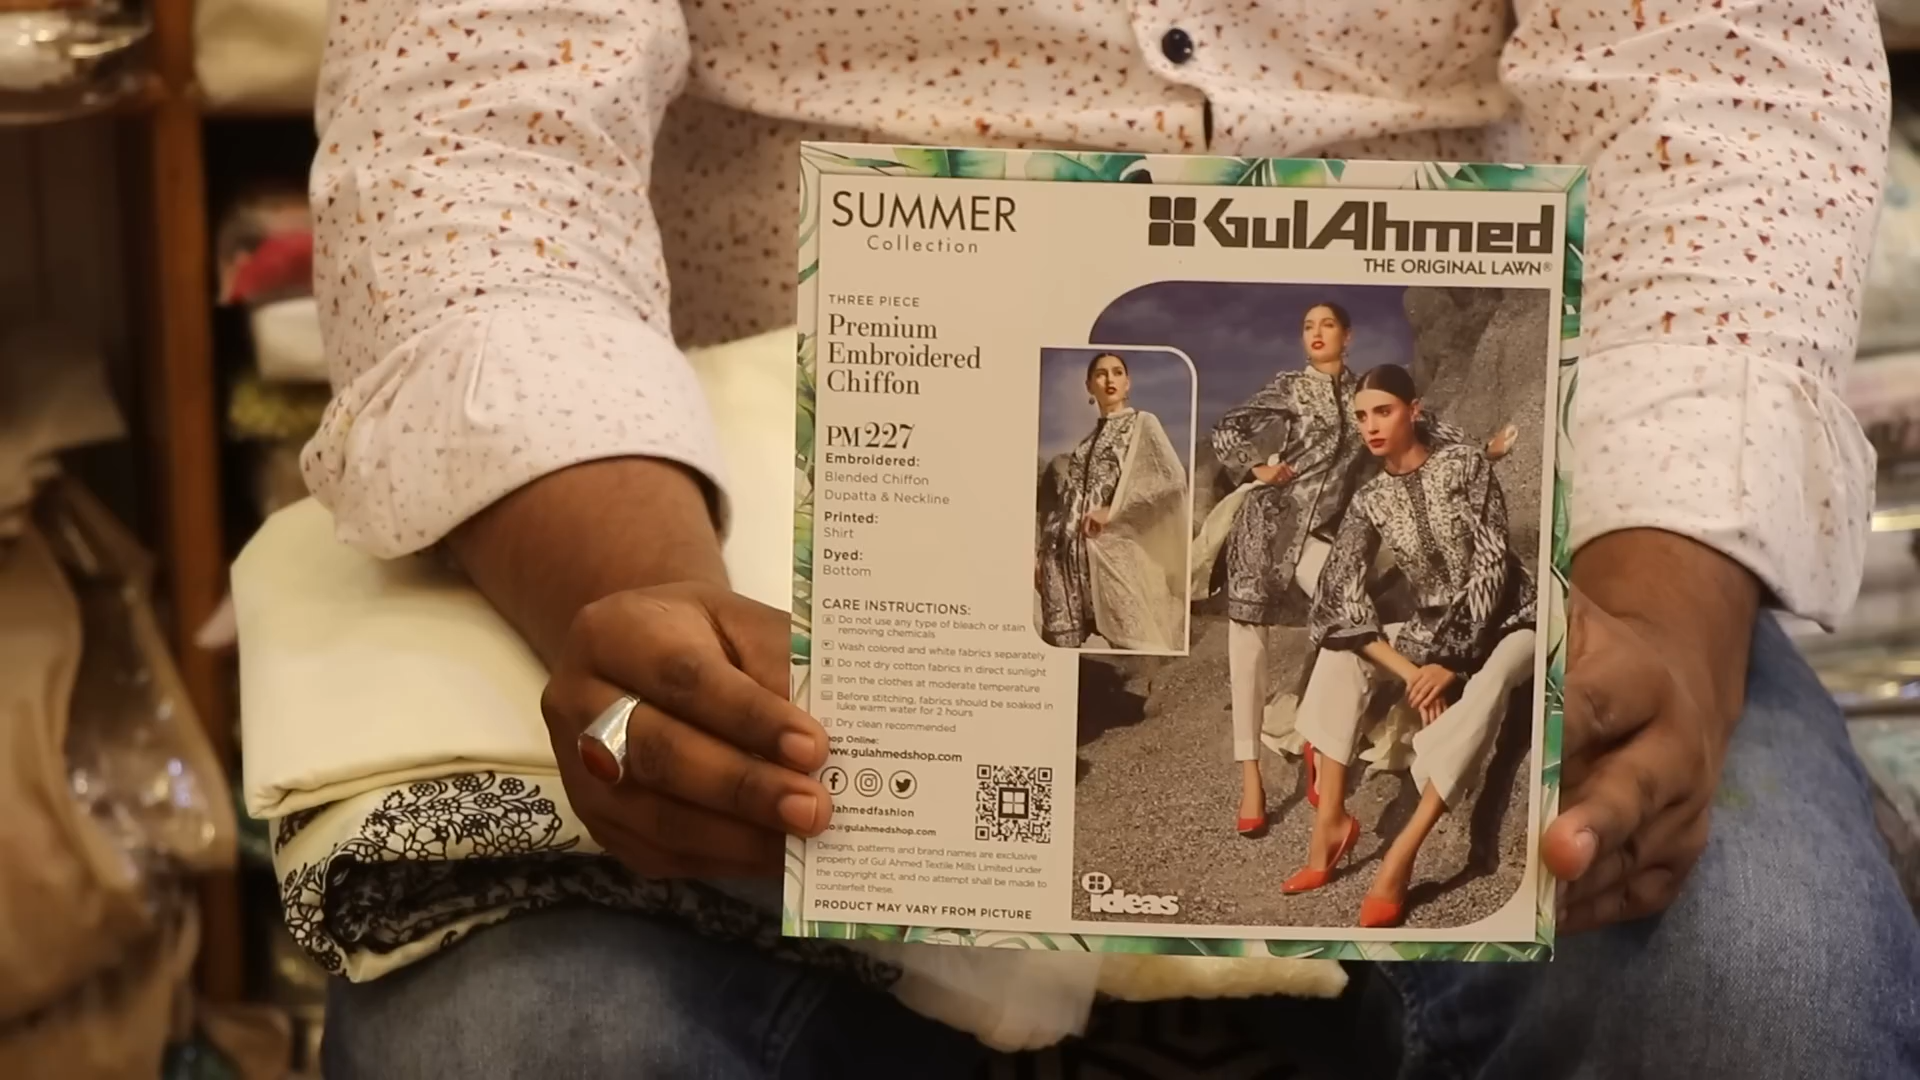 SUMMER
Collection
GulAhmed
THE ORIGINAL LAWN®
THREE PIECE
Premium
Embroidered
Chiffon
PM 227
Embroidered:
Blended Chiffon
Dupatta & Neckline
Printed:
Shirt
Dyed:
Bottom
CARE INSTRUCTIONS:
Do not use any type of bleach or stain
removing chemicals
Wash colored and white fabrics separately
Do not dry cotton fabrics in direct sunlight
Iron the clothes at moderate temperature
Before stitching, fabrics should be soaked in
luke warm water for 2 hours
Dry clean recommended
op Online:
ww.gulahmedshop.com
lahmedfashion
o@gulahmedshop.com
Designs, patterns and brand names are exclusive
property of Gul Ahmed Textile Mills Limited under
the copyright act, and no attempt shall be made to
counterfeit these.
PRODUCT MAY VARY FROM PICTURE
ideas